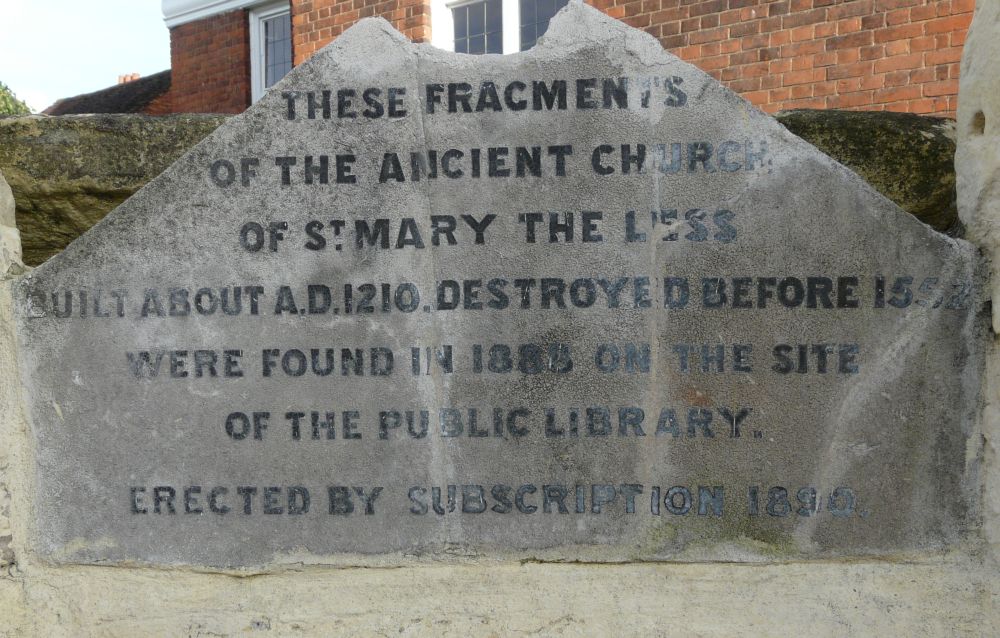 THESE FRAGMENTS
OF THE ANCIENT CHURCH
OF ST. MARY THE LESS
BUILT ABOUT A.D. 1210. DESTROYED BEFORE 1552
WERE FOUND IN 1888 ON THE SITE
OF THE PUBLIC LIBRARY.
ERECTED BY SUBSCRIPTION 1890.